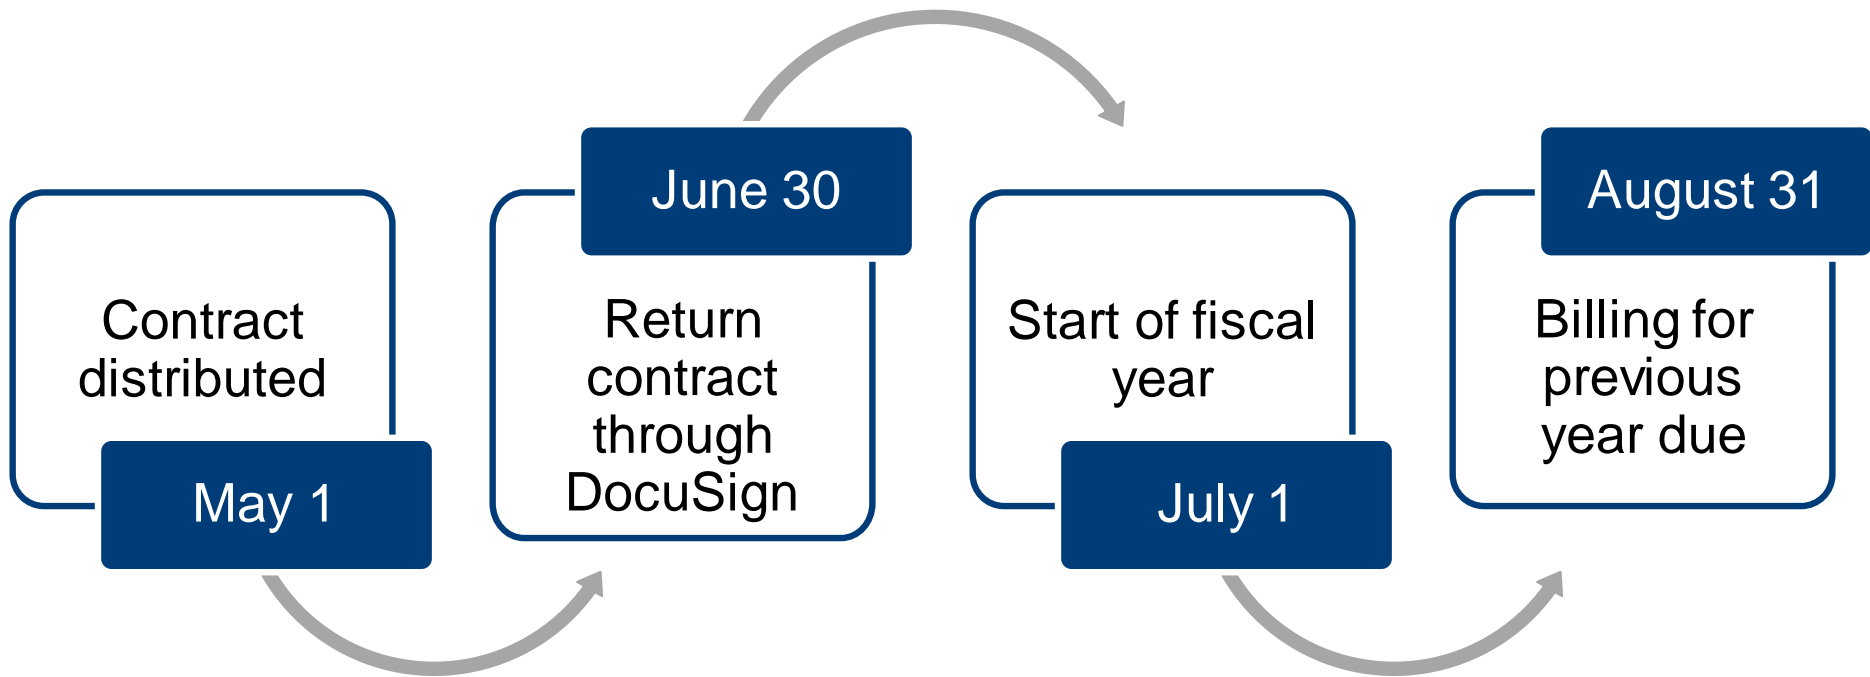 Contract
distributed
May 1
June 30
Return
contract
through
DocuSign
Start of fiscal
year
July 1
August 31
Billing for
previous
year due